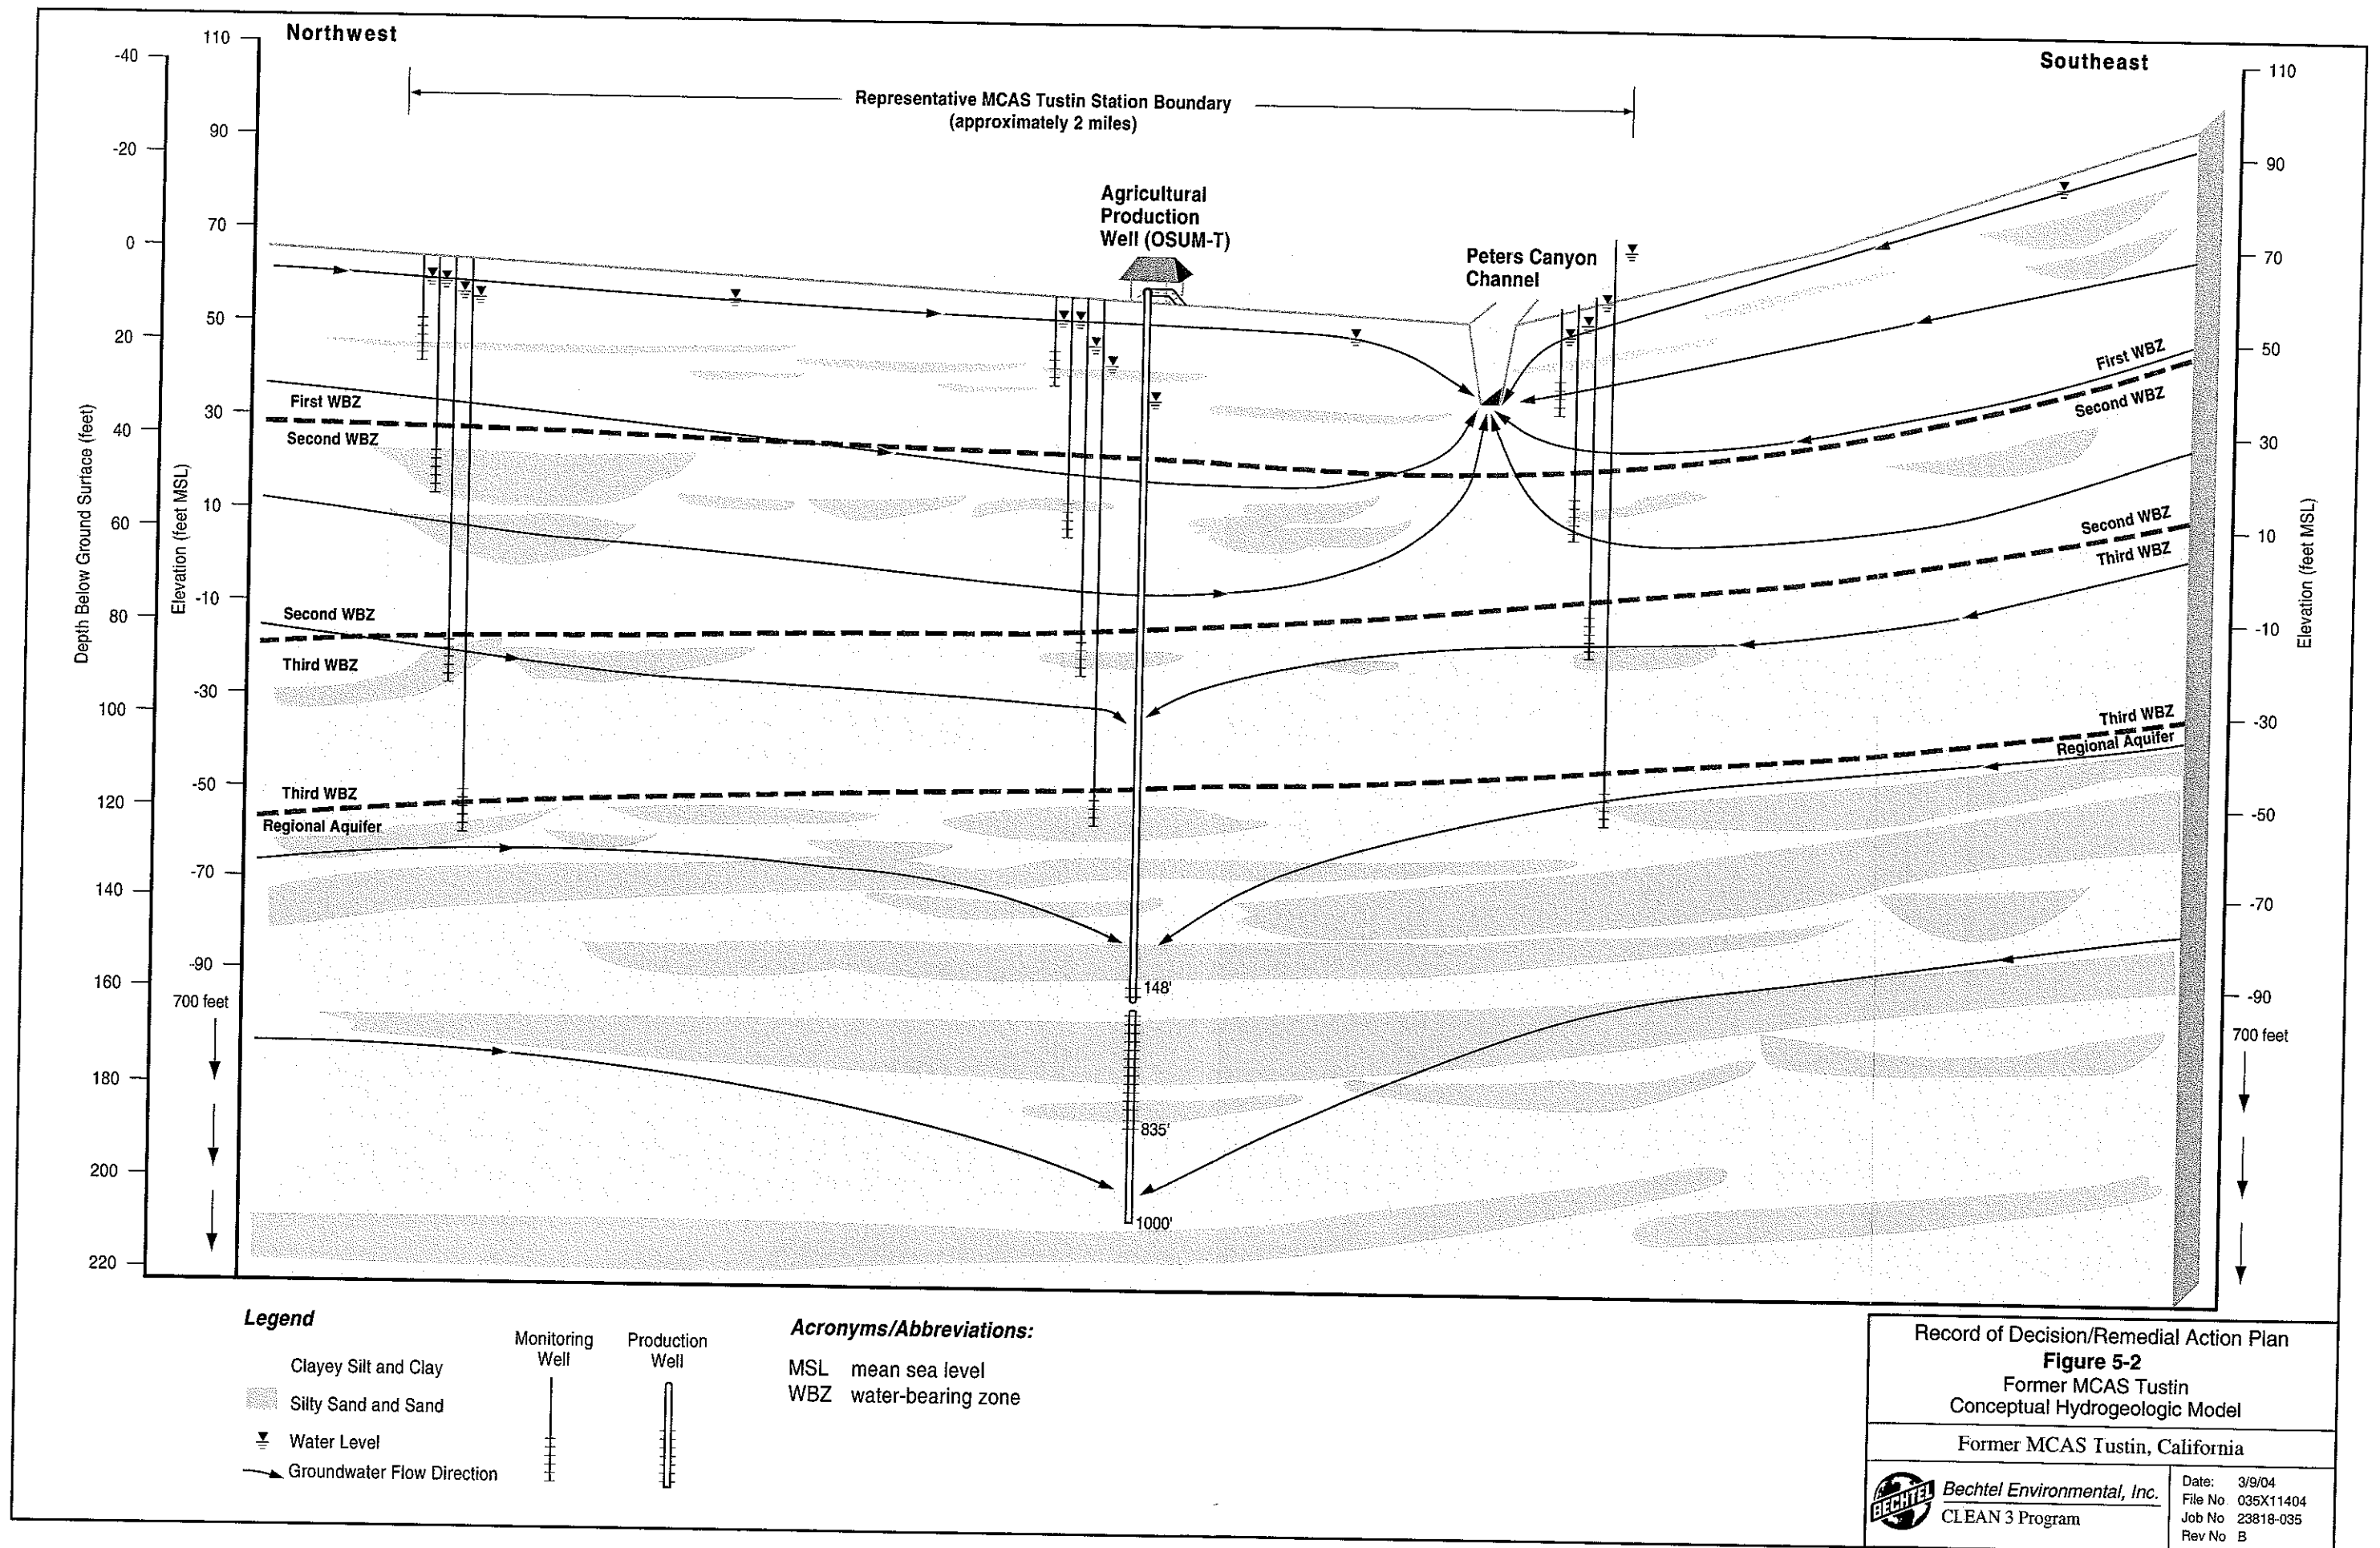 Northwest
Southeast
Representative MCAS Tustin Station Boundary
(approximately 2 miles)
Agricultural
Production
Well (OSUM-T)
Peters Canyon
Channel
Depth Below Ground Surface (feet)
-40
-20
0
20
40
60
80
100
120
140
160
180
200
220
Elevation (feet MSL)
110
90
70
50
30
10
-10
-30
-50
-70
-90
700 feet
First WBZ
Second WBZ
Second WBZ
Third WBZ
Third WBZ
Regional Aquifer
148'
835'
1000'
First WBZ
Second WBZ
Second WBZ
Third WBZ
Third WBZ
Regional Aquifer
110
90
70
50
30
10
-10
-30
-50
-70
-90
700 feet
Elevation (feet MSL)
Legend
Clayey Silt and Clay
Silty Sand and Sand
Water Level
Groundwater Flow Direction
Monitoring
Well
Production
Well
Acronyms/Abbreviations:
MSL mean sea level
WBZ water-bearing zone
Record of Decision/Remedial Action Plan
Figure 5-2
Former MCAS Tustin
Conceptual Hydrogeologic Model
Former MCAS Tustin, California
BECHTEL
Bechtel Environmental, Inc.
CLEAN 3 Program
Date: 3/9/04
File No 035X11404
Job No 23818-035
Rev No B